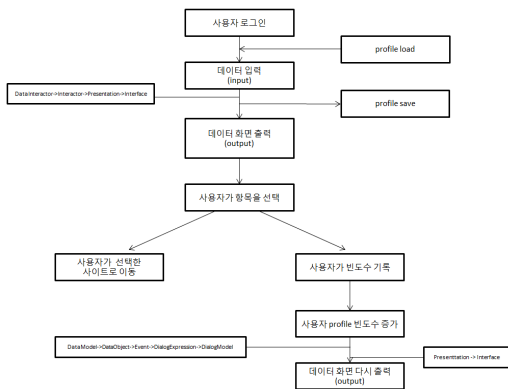 사용자 로그인
profile load
데이터 입력
(input)
DataInteractor->Interactor->Presentation->Interface
profile save
데이터 화면 출력
(output)
사용자가 항목을 선택
사용자가 선택한
사이트로 이동
사용자가 빈도수 기록
사용자 profile 빈도수 증가
DataModel->DataObject->Event->DialogExpression->DialogModel
Presenttation -> Interface
데이터 화면 다시 출력
(output)